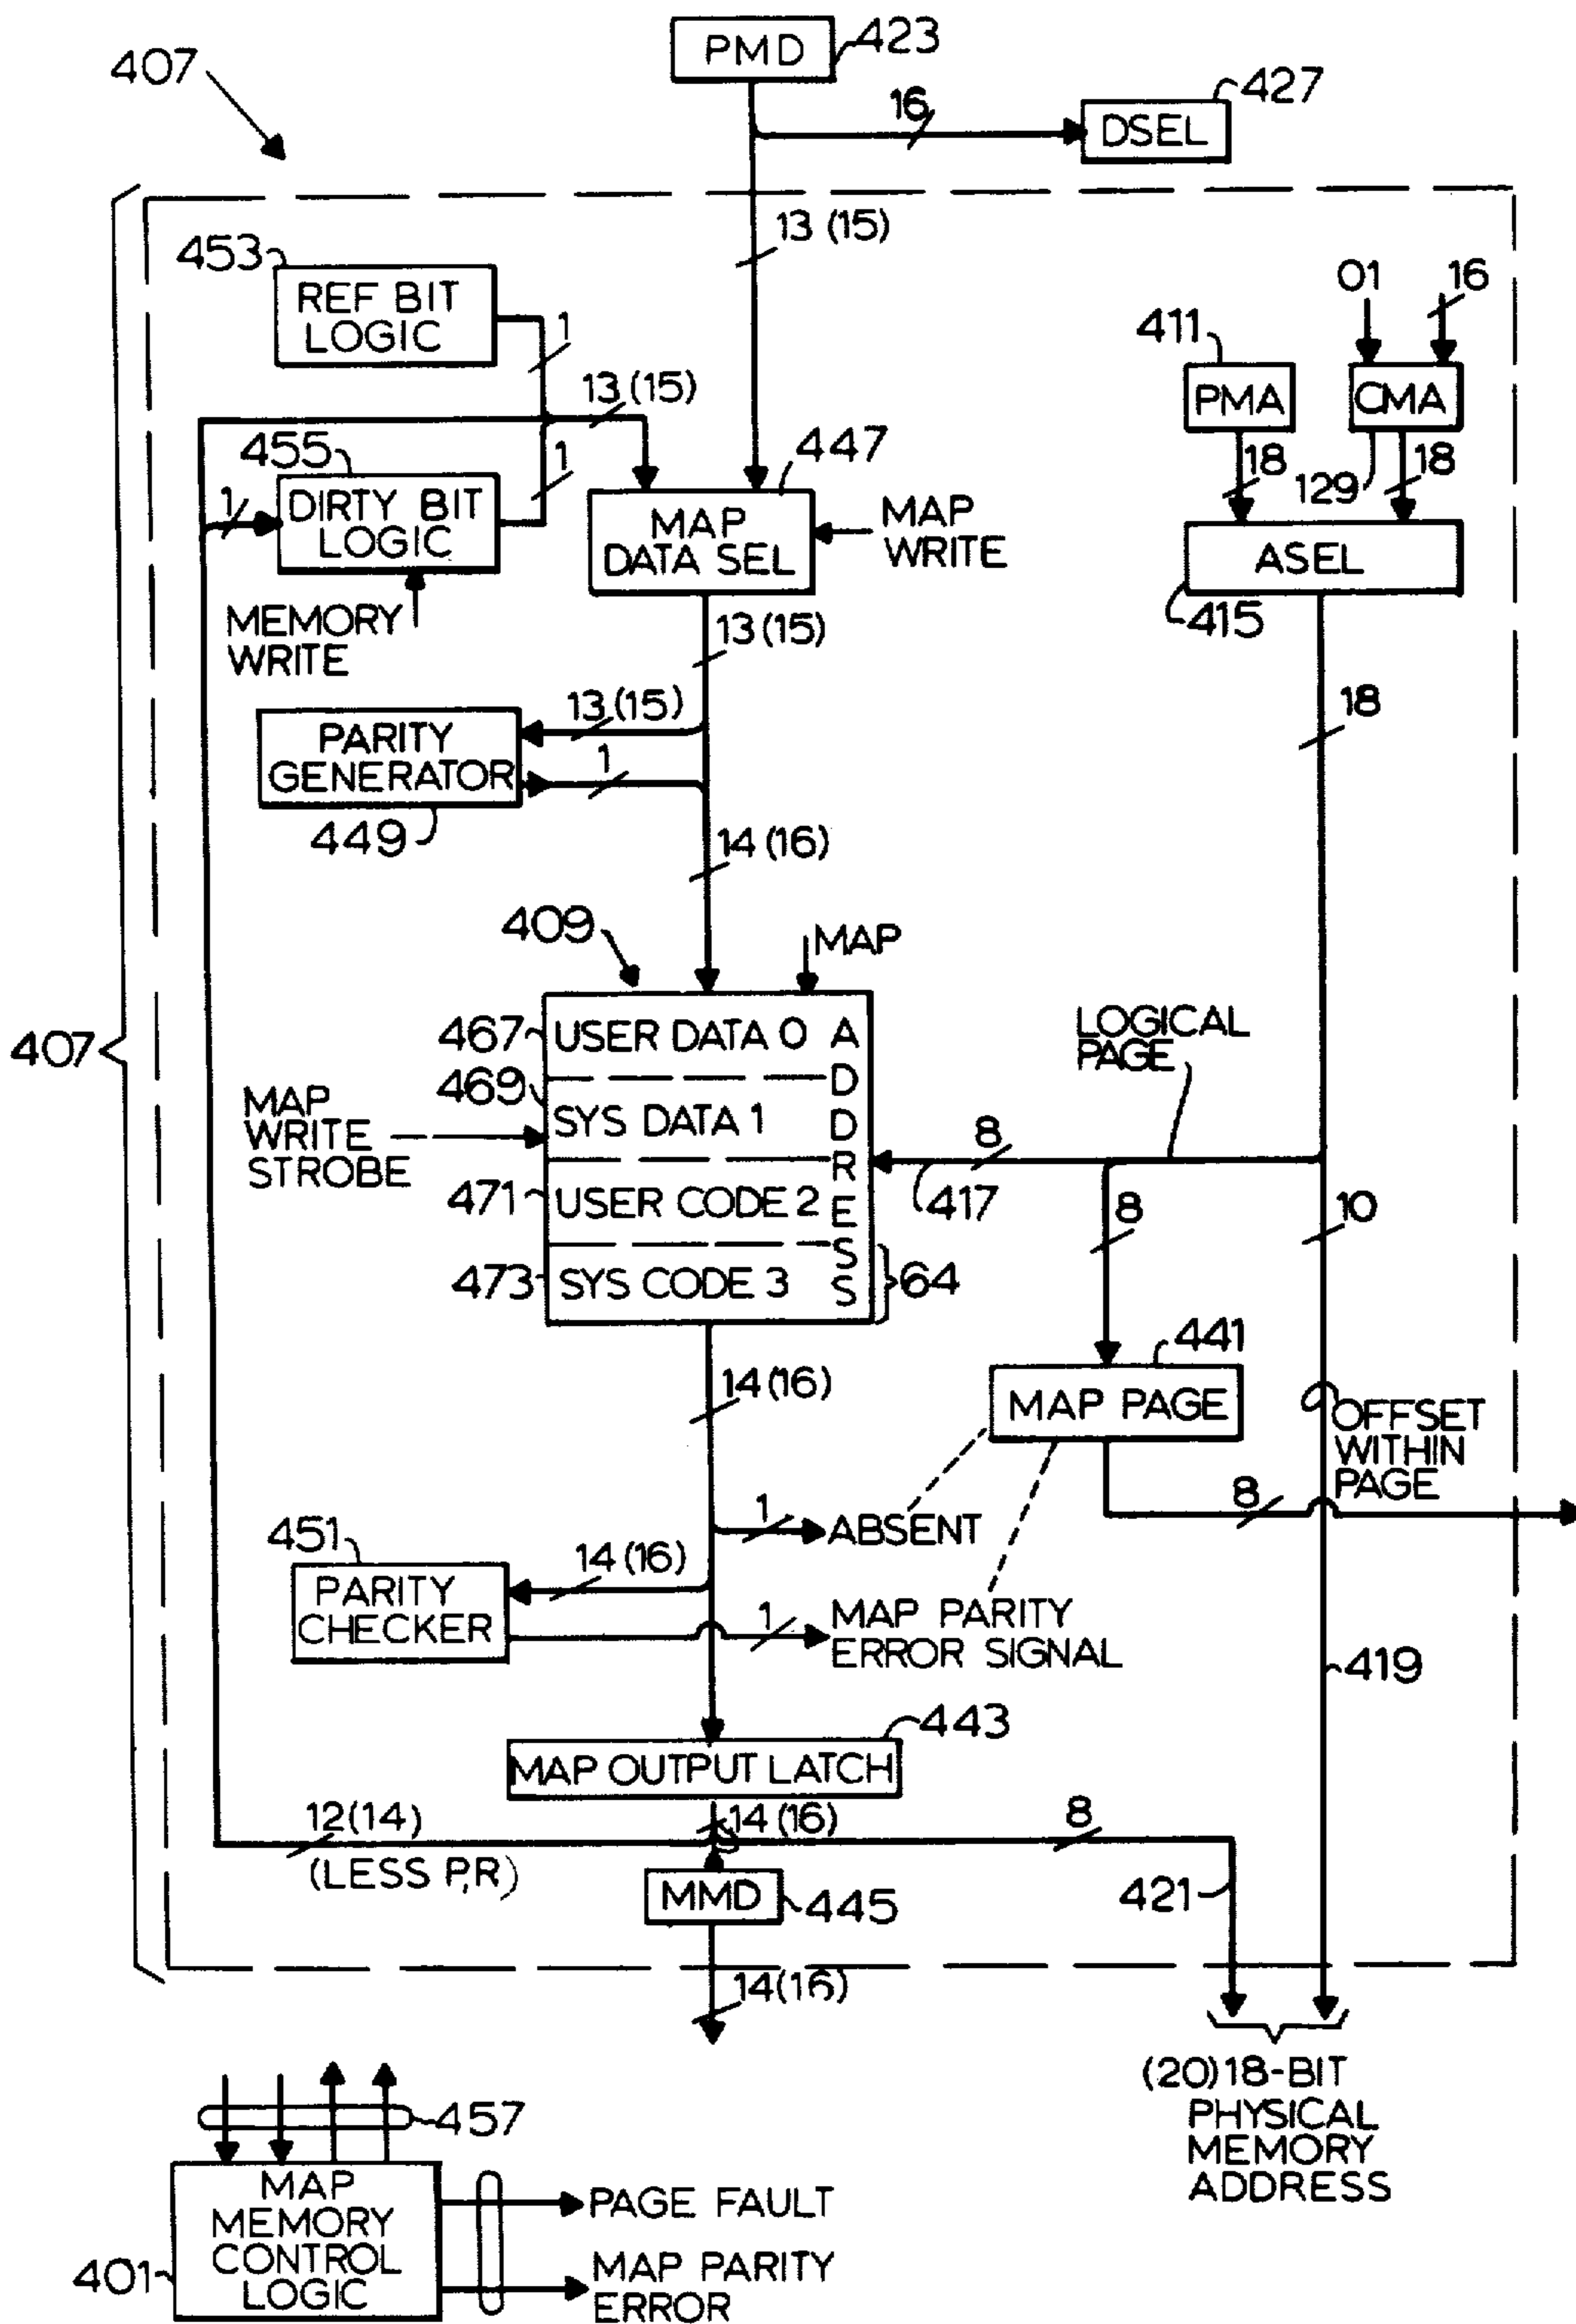 PMD
423
407
427
16
DSEL
13 (15)
453
REF BIT
LOGIC
1
01
16
411
PMA
CMA
13 (15)
455
1
447
18
129
18
1
DIRTY BIT
LOGIC
MAP
DATA SEL
MAP
WRITE
ASEL
415
MEMORY
WRITE
13 (15)
13 (15)
18
PARITY
GENERATOR
1
449
14 (16)
409
MAP
407
467
USER DATA 0
ADDRESS
LOGICAL
PAGE
469
SYS DATA 1
MAP
WRITE
STROBE
8
471
USER CODE 2
417
8
10
473
SYS CODE 3
64
441
14 (16)
MAP PAGE
OFFSET
WITHIN
PAGE
8
1
ABSENT
451
14 (16)
PARITY
CHECKER
1
MAP PARITY
ERROR SIGNAL
419
443
MAP OUTPUT LATCH
12(14)
14 (16)
8
(LESS P,R)
MMD
445
421
14(16)
(20)18-BIT
PHYSICAL
MEMORY
ADDRESS
457
MAP
MEMORY
CONTROL
LOGIC
401
PAGE FAULT
MAP PARITY
ERROR